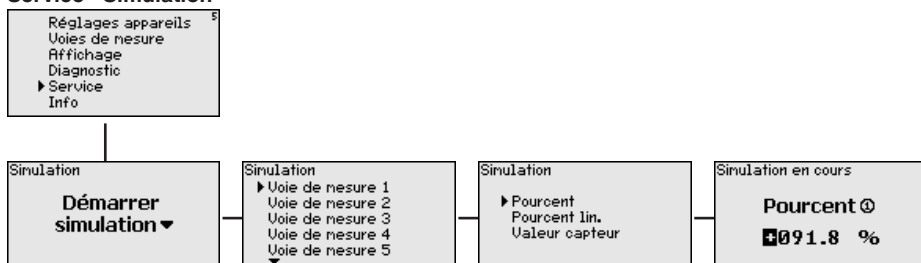 Service - Simulation
Réglages appareils 5
Voies de mesure
Affichage
Diagnostic
Service
Info
Simulation
Démarrer
simulation
Simulation
Voie de mesure 1
Voie de mesure 2
Voie de mesure 3
Voie de mesure 4
Voie de mesure 5
Simulation
Pourcent
Pourcent lin.
Valeur capteur
Simulation en cours
Pourcent ①
+091.8 %